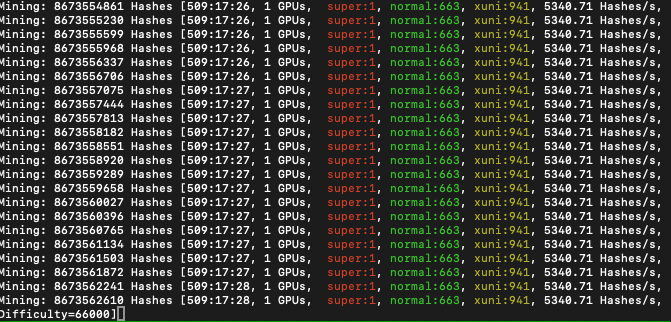 Mining: 8673554861 Hashes [509:17:26, 1 GPUs, super:1, normal:663, xuni:941, 5340.71 Hashes/s,
Mining: 8673555230 Hashes [509:17:26, 1 GPUs, super:1, normal:663, xuni:941, 5340.71 Hashes/s,
Mining: 8673555599 Hashes [509:17:26, 1 GPUs, super:1, normal:663, xuni:941, 5340.71 Hashes/s,
Mining: 8673555968 Hashes [509:17:26, 1 GPUs, super:1, normal:663, xuni:941, 5340.71 Hashes/s,
Mining: 8673556337 Hashes [509:17:26, 1 GPUs, super:1, normal:663, xuni:941, 5340.71 Hashes/s,
Mining: 8673556706 Hashes [509:17:26, 1 GPUs, super:1, normal:663, xuni:941, 5340.71 Hashes/s,
Mining: 8673557075 Hashes [509:17:27, 1 GPUs, super:1, normal:663, xuni:941, 5340.71 Hashes/s,
Mining: 8673557444 Hashes [509:17:27, 1 GPUs, super:1, normal:663, xuni:941, 5340.71 Hashes/s,
Mining: 8673557813 Hashes [509:17:27, 1 GPUs, super:1, normal:663, xuni:941, 5340.71 Hashes/s,
Mining: 8673558182 Hashes [509:17:27, 1 GPUs, super:1, normal:663, xuni:941, 5340.71 Hashes/s,
Mining: 8673558551 Hashes [509:17:27, 1 GPUs, super:1, normal:663, xuni:941, 5340.71 Hashes/s,
Mining: 8673558920 Hashes [509:17:27, 1 GPUs, super:1, normal:663, xuni:941, 5340.71 Hashes/s,
Mining: 8673559289 Hashes [509:17:27, 1 GPUs, super:1, normal:663, xuni:941, 5340.71 Hashes/s,
Mining: 8673559658 Hashes [509:17:27, 1 GPUs, super:1, normal:663, xuni:941, 5340.71 Hashes/s,
Mining: 8673560027 Hashes [509:17:27, 1 GPUs, super:1, normal:663, xuni:941, 5340.71 Hashes/s,
Mining: 8673560396 Hashes [509:17:27, 1 GPUs, super:1, normal:663, xuni:941, 5340.71 Hashes/s,
Mining: 8673560765 Hashes [509:17:27, 1 GPUs, super:1, normal:663, xuni:941, 5340.71 Hashes/s,
Mining: 8673561134 Hashes [509:17:27, 1 GPUs, super:1, normal:663, xuni:941, 5340.71 Hashes/s,
Mining: 8673561503 Hashes [509:17:27, 1 GPUs, super:1, normal:663, xuni:941, 5340.71 Hashes/s,
Mining: 8673561872 Hashes [509:17:27, 1 GPUs, super:1, normal:663, xuni:941, 5340.71 Hashes/s,
Mining: 8673562241 Hashes [509:17:28, 1 GPUs, super:1, normal:663, xuni:941, 5340.71 Hashes/s,
Mining: 8673562610 Hashes [509:17:28, 1 GPUs, super:1, normal:663, xuni:941, 5340.71 Hashes/s,
Difficulty=66000]